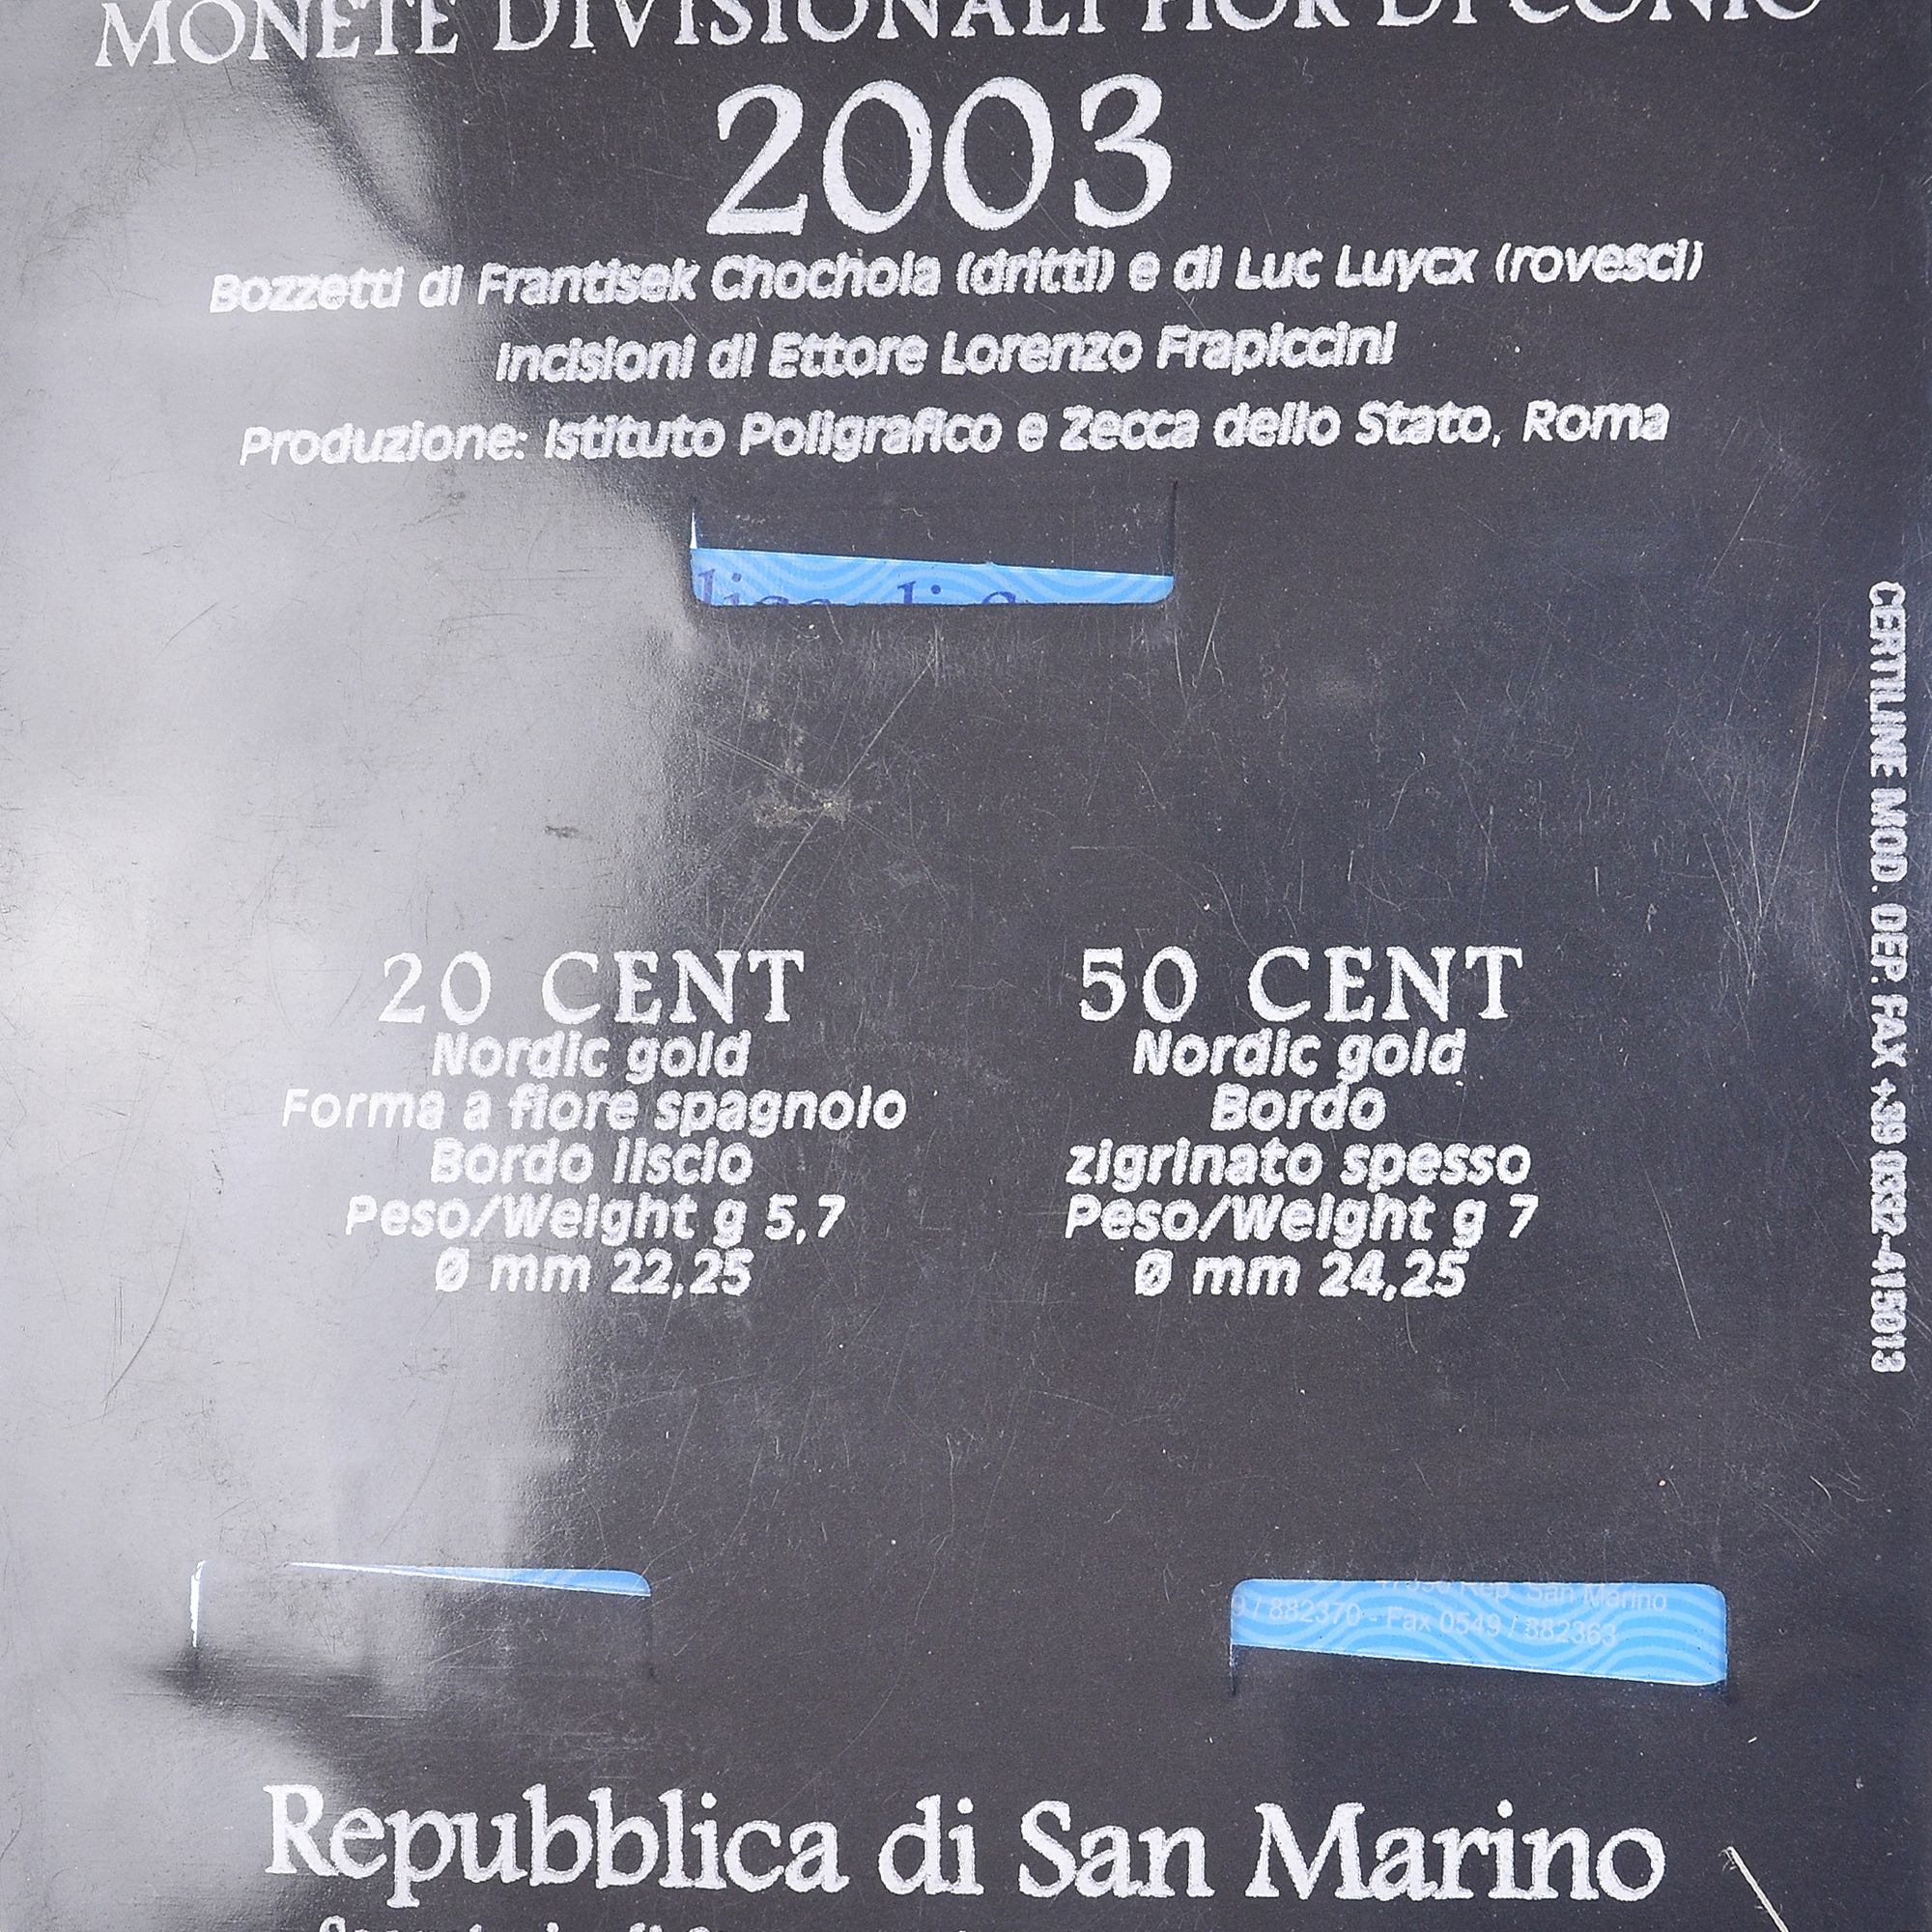 MONETE DIVISIONALI FIOR DI CONIO
2003
Bozzetti di Frantisek Chochola (dritti) e di Luc Luycx (rovesci)
Incisioni di Ettore Lorenzo Frapiccini
Produzione: Istituto Poligrafico e Zecca dello Stato, Roma
20 CENT
Nordic gold
Forma a fiore spagnolo
Bordo liscio
Peso/Weight g 5,7
Ø mm 22,25
50 CENT
Nordic gold
Bordo
zigrinato spesso
Peso/Weight g 7
Ø mm 24,25
CERTILINE MOD. DEP. FAX +39 0332-415013
Rep. San Marino
9 / 882370 - Fax 0549 / 882363
Repubblica di San Marino